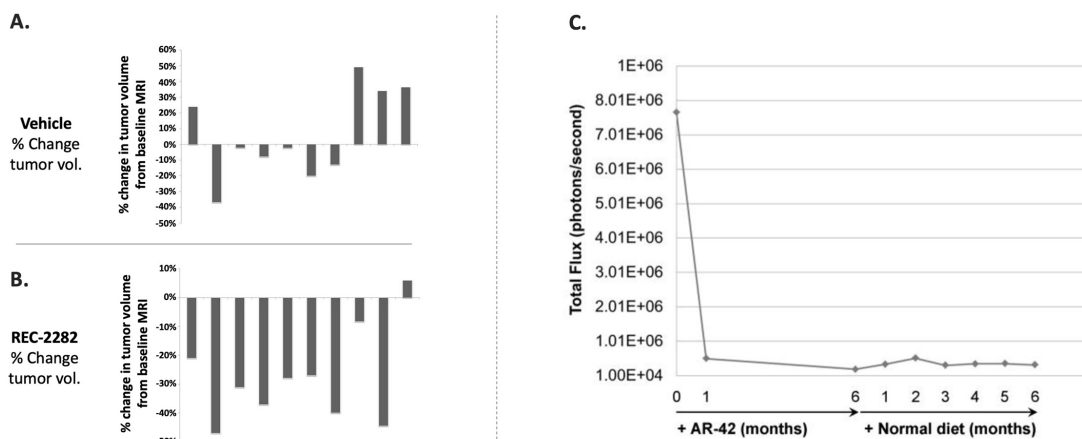 A.
Vehicle
% Change
tumor vol.
% change in tumor volume
from baseline MRI
60%
50%
40%
30%
20%
10%
0%
-10%
-20%
-30%
-40%
-50%
B.
REC-2282
% Change
tumor vol.
% change in tumor volume
from baseline MRI
10%
0%
-10%
-20%
-30%
-40%
C.
Total Flux (photons/second)
1E+06
8.01E+06
7.01E+06
6.01E+06
5.01E+06
4.01E+06
3.01E+06
2.01E+06
1.01E+06
1.00E+04
0 1 6 1 2 3 4 5 6
+ AR-42 (months) + Normal diet (months)